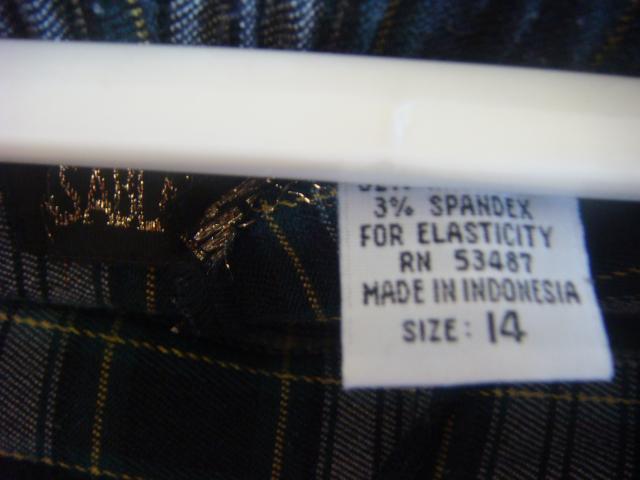 3% SPANDEX
FOR ELASTICITY
RN 53487
MADE IN INDONESIA
SIZE: 14